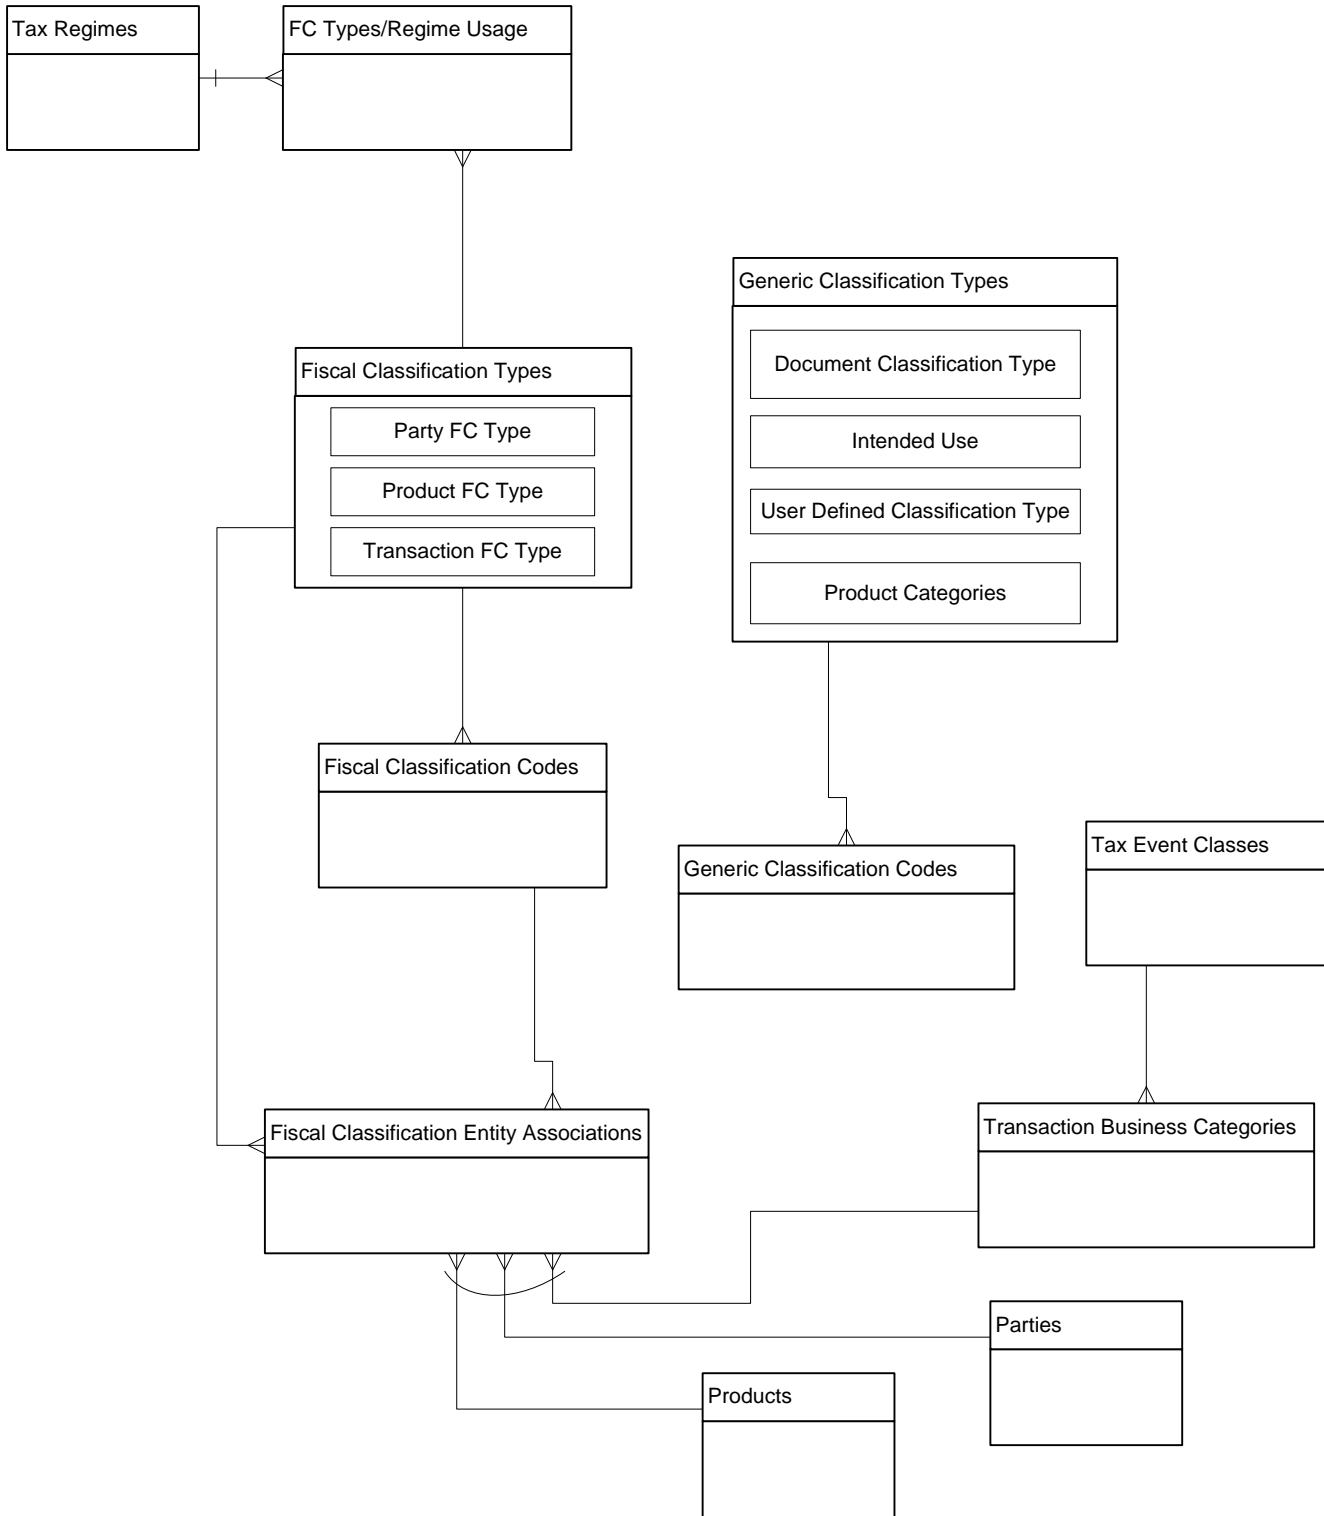 Tax Regimes
FC Types/Regime Usage
Generic Classification Types
Document Classification Type
Intended Use
User Defined Classification Type
Product Categories
Fiscal Classification Types
Party FC Type
Product FC Type
Transaction FC Type
Fiscal Classification Codes
Generic Classification Codes
Tax Event Classes
Fiscal Classification Entity Associations
Transaction Business Categories
Parties
Products